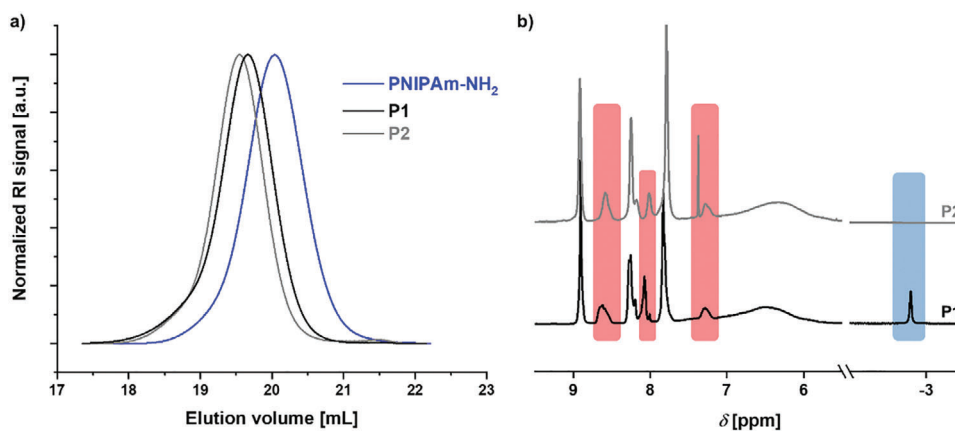 a)
Normalized RI signal [a.u.]
PNIPAm-NH₂
P1
P2
17 18 19 20 21 22 23
Elution volume [mL]
b)
P2
P1
9 8 7 6 -3
δ [ppm]